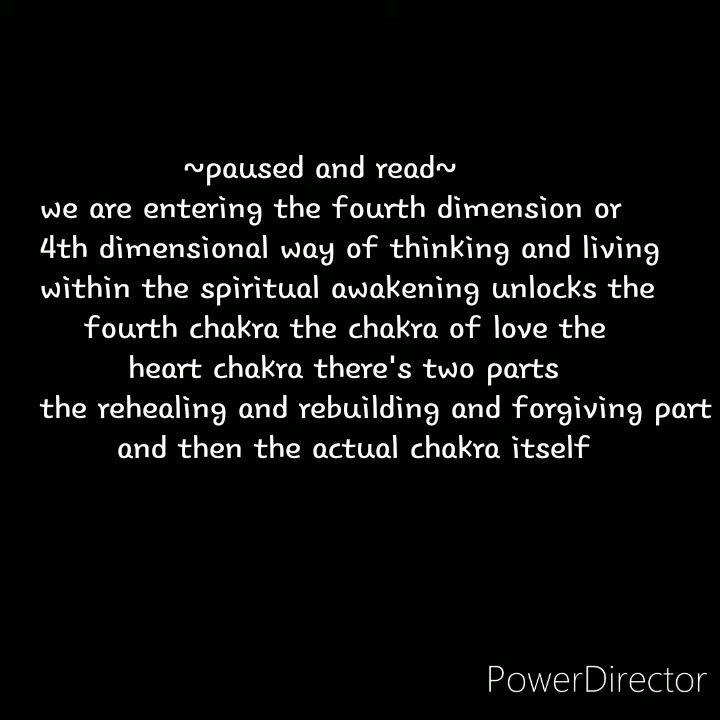 ~paused and read~
we are entering the fourth dimension or
4th dimensional way of thinking and living
within the spiritual awakening unlocks the
fourth chakra the chakra of love the
heart chakra there's two parts
the rehealing and rebuilding and forgiving part
and then the actual chakra itself
PowerDirector